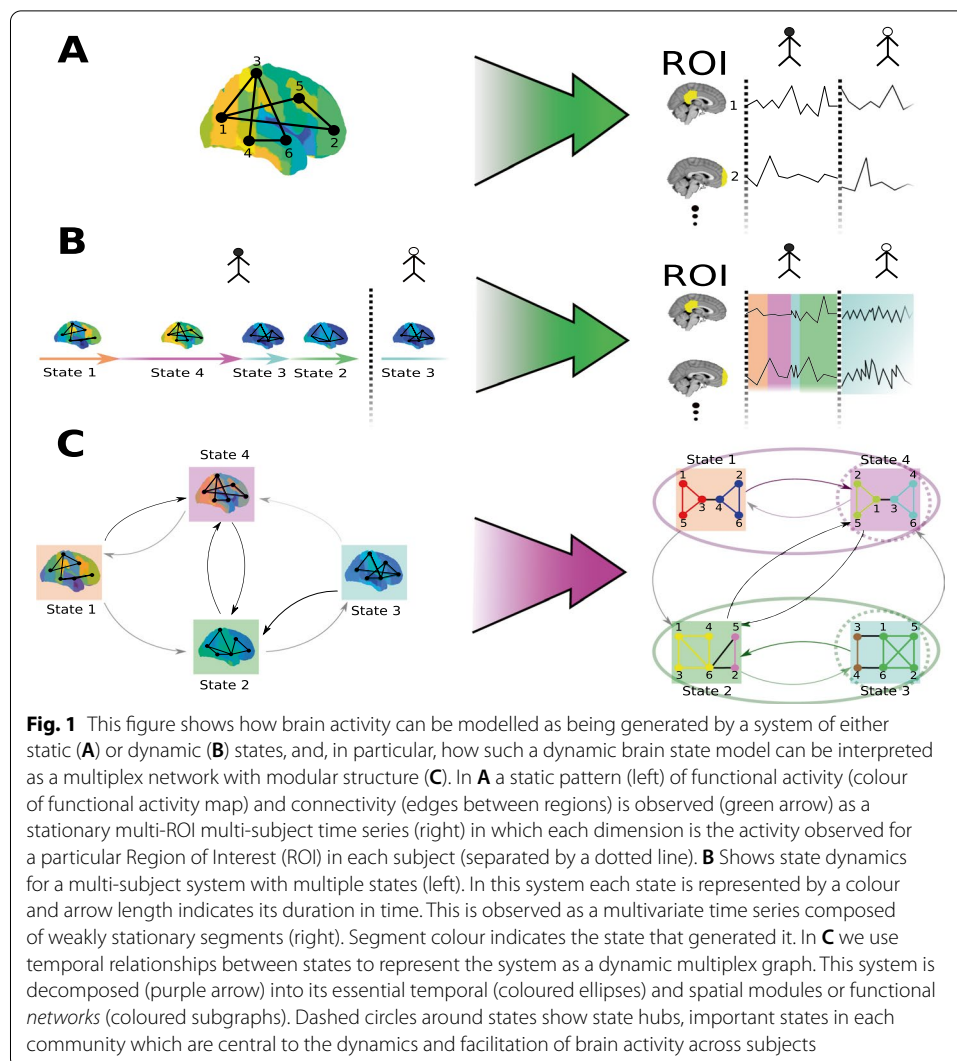 A
3
5
1
2
4
6
ROI
1
2
B
State 1
State 4
State 3
State 2
State 3
ROI
C
State 4
State 1
State 3
State 2
State 1
1
2
3
4
5
6
State 4
2
4
1
3
5
6
1
4
5
3
6
2
State 2
3
1
5
4
6
2
State 3
Fig. 1 This figure shows how brain activity can be modelled as being generated by a system of either
static (A) or dynamic (B) states, and, in particular, how such a dynamic brain state model can be interpreted
as a multiplex network with modular structure (C). In A a static pattern (left) of functional activity (colour
of functional activity map) and connectivity (edges between regions) is observed (green arrow) as a
stationary multi-ROI multi-subject time series (right) in which each dimension is the activity observed for
a particular Region of Interest (ROI) in each subject (separated by a dotted line). B Shows state dynamics
for a multi-subject system with multiple states (left). In this system each state is represented by a colour
and arrow length indicates its duration in time. This is observed as a multivariate time series composed
of weakly stationary segments (right). Segment colour indicates the state that generated it. In C we use
temporal relationships between states to represent the system as a dynamic multiplex graph. This system is
decomposed (purple arrow) into its essential temporal (coloured ellipses) and spatial modules or functional
networks (coloured subgraphs). Dashed circles around states show state hubs, important states in each
community which are central to the dynamics and facilitation of brain activity across subjects